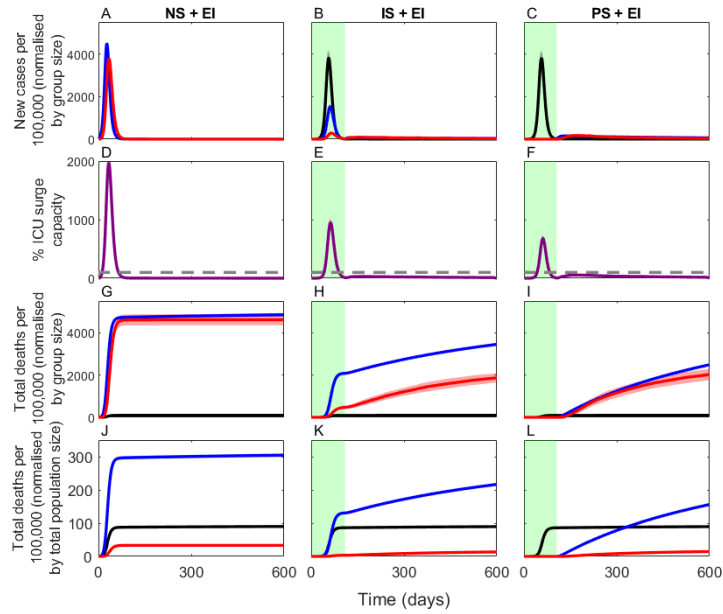 A NS + EI
B IS + EI
C PS + EI
New cases per
100,000 (normalised
by group size)
4000
2000
0
D
E
F
% ICU surge
capacity
2000
1000
0
G
H
I
Total deaths per
100,000 (normalised
by group size)
4000
2000
0
J
K
L
Total deaths per
100,000 (normalised
by total population size)
300
200
100
0
0 300 600
0 300 600
0 300 600
Time (days)